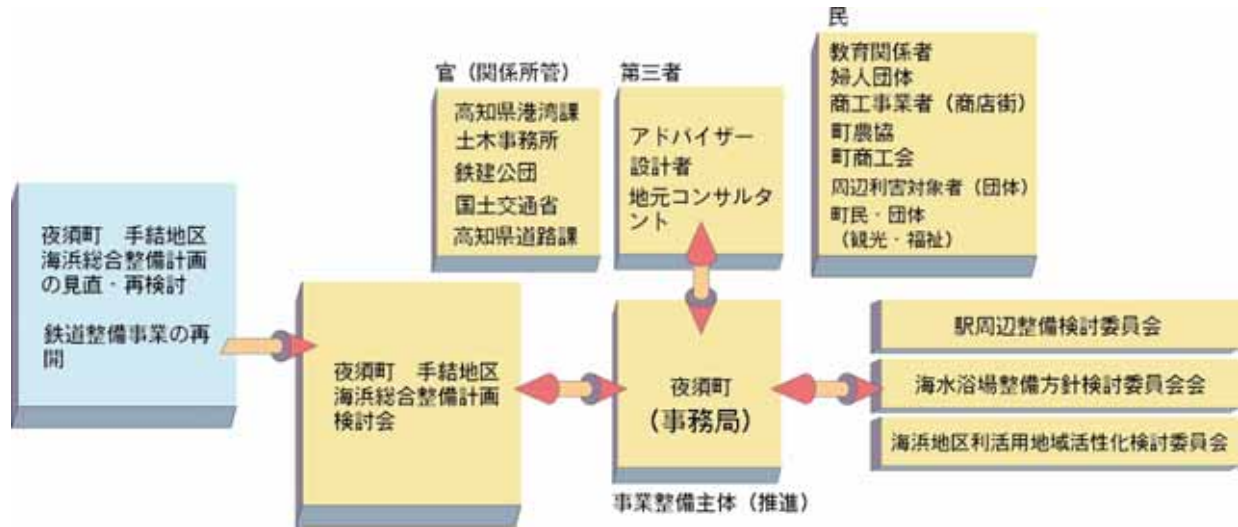 民
教育関係者
婦人団体
商工事業者（商店街）
町農協
町商工会
周辺利害対象者（団体）
町民・団体
（観光・福祉）
官（関係所管）
高知県港湾課
土木事務所
鉄建公団
国土交通省
高知県道路課
第三者
アドバイザー
設計者
地元コンサルタ
ント
夜須町　手結地区
海浜総合整備計画
の見直・再検討
鉄道整備事業の再
開
夜須町　手結地区
海浜総合整備計画
検討会
夜須町
（事務局）
事業整備主体（推進）
駅周辺整備検討委員会
海水浴場整備方針検討委員会会
海浜地区利活用地域活性化検討委員会